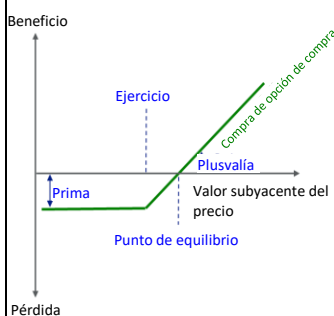 Beneficio
Compra de opción de compra
Ejercicio
Plusvalía
Prima
Valor subyacente del
precio
Punto de equilibrio
Pérdida